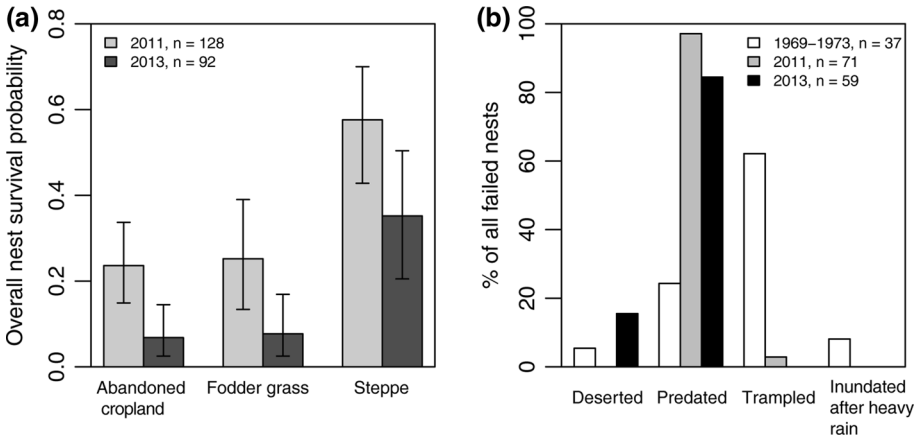 (a)
Overall nest survival probability
0.8
0.6
0.4
0.2
0.0
2011, n = 128
2013, n = 92
Abandoned
cropland
Fodder grass
Steppe
(b)
% of all failed nests
100
80
60
40
20
0
1969–1973, n = 37
2011, n = 71
2013, n = 59
Deserted
Predated
Trampled
Inundated
after heavy
rain